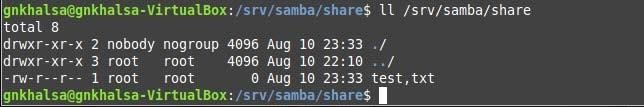 gnkhalsa@gnkhalsa-VirtualBox:/srv/samba/share$ ll /srv/samba/share
total 8
drwxr-xr-x 2 nobody nogroup 4096 Aug 10 23:33 ./
drwxr-xr-x 3 root   root    4096 Aug 10 22:10 ../
-rw-r--r-- 1 root   root       0 Aug 10 23:33 test,txt
gnkhalsa@gnkhalsa-VirtualBox:/srv/samba/share$